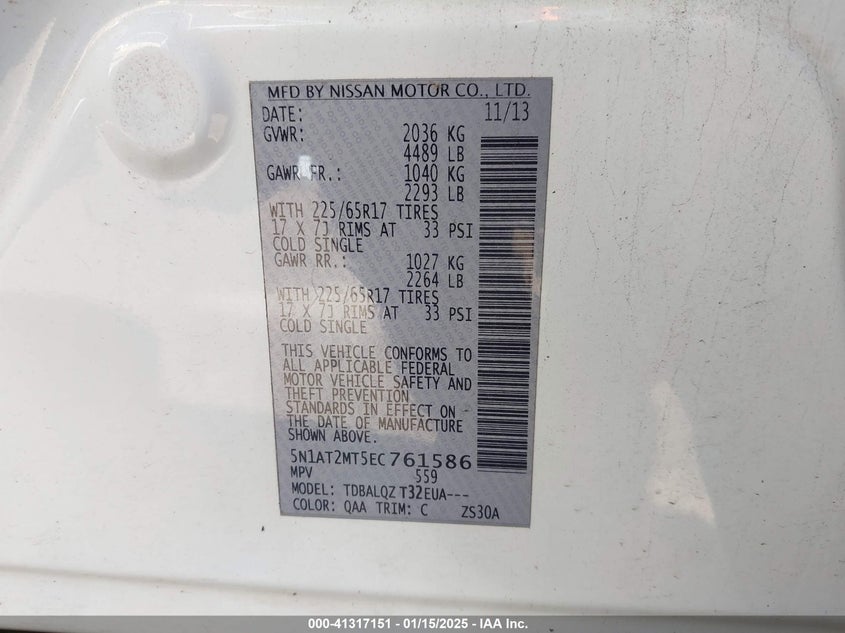 MFD BY NISSAN MOTOR CO., LTD.
DATE: 11/13
GVWR: 2036 KG
4489 LB
GAWR FR.: 1040 KG
2293 LB
WITH 225/65R17 TIRES
17 X 7J RIMS AT 33 PSI
COLD SINGLE
GAWR RR.: 1027 KG
2264 LB
WITH 225/65R17 TIRES
17 X 7J RIMS AT 33 PSI
COLD SINGLE
THIS VEHICLE CONFORMS TO
ALL APPLICABLE FEDERAL
MOTOR VEHICLE SAFETY AND
THEFT PREVENTION
STANDARDS IN EFFECT ON
THE DATE OF MANUFACTURE
SHOWN ABOVE.
5N1AT2MT5EC761586
MPV 559
MODEL: TDBALQZ T32EUA---
COLOR: QAA TRIM: C ZS30A
000-41317151 - 01/15/2025 - IAA Inc.